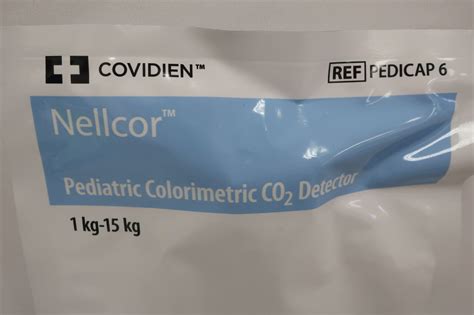 COVIDIEN™
REF PEDICAP 6
Nellcor™
Pediatric Colorimetric CO₂ Detector
1 kg-15 kg